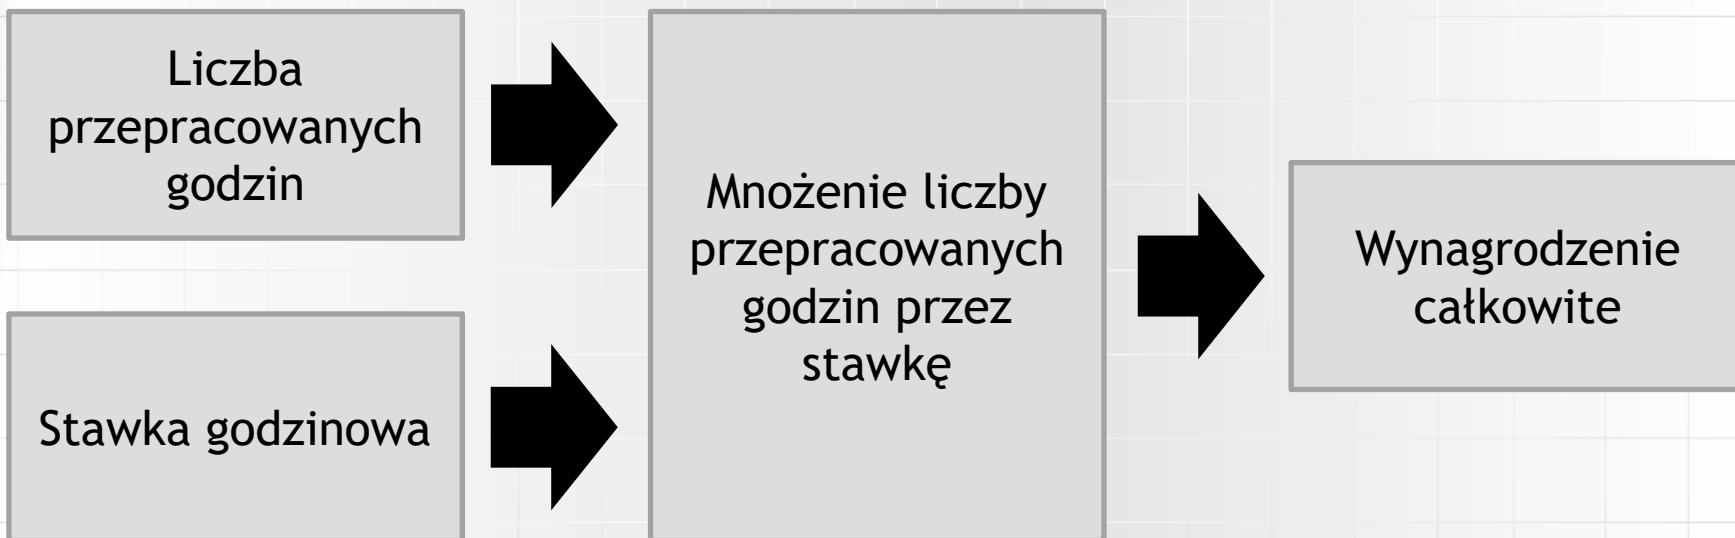 Liczba
przepracowanych
godzin
Stawka godzinowa
Mnożenie liczby
przepracowanych
godzin przez
stawkę
Wynagrodzenie
całkowite